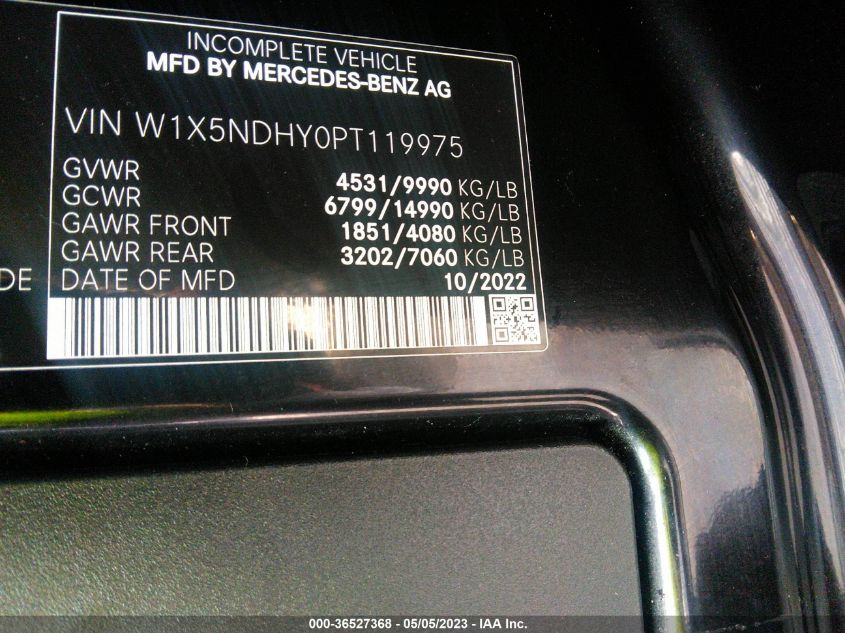 INCOMPLETE VEHICLE
MFD BY MERCEDES-BENZ AG
VIN W1X5NDHY0PT119975
GVWR 4531/9990 KG/LB
GCWR 6799/14990 KG/LB
GAWR FRONT 1851/4080 KG/LB
GAWR REAR 3202/7060 KG/LB
DE DATE OF MFD 10/2022
000-36527368 - 05/05/2023 - IAA Inc.